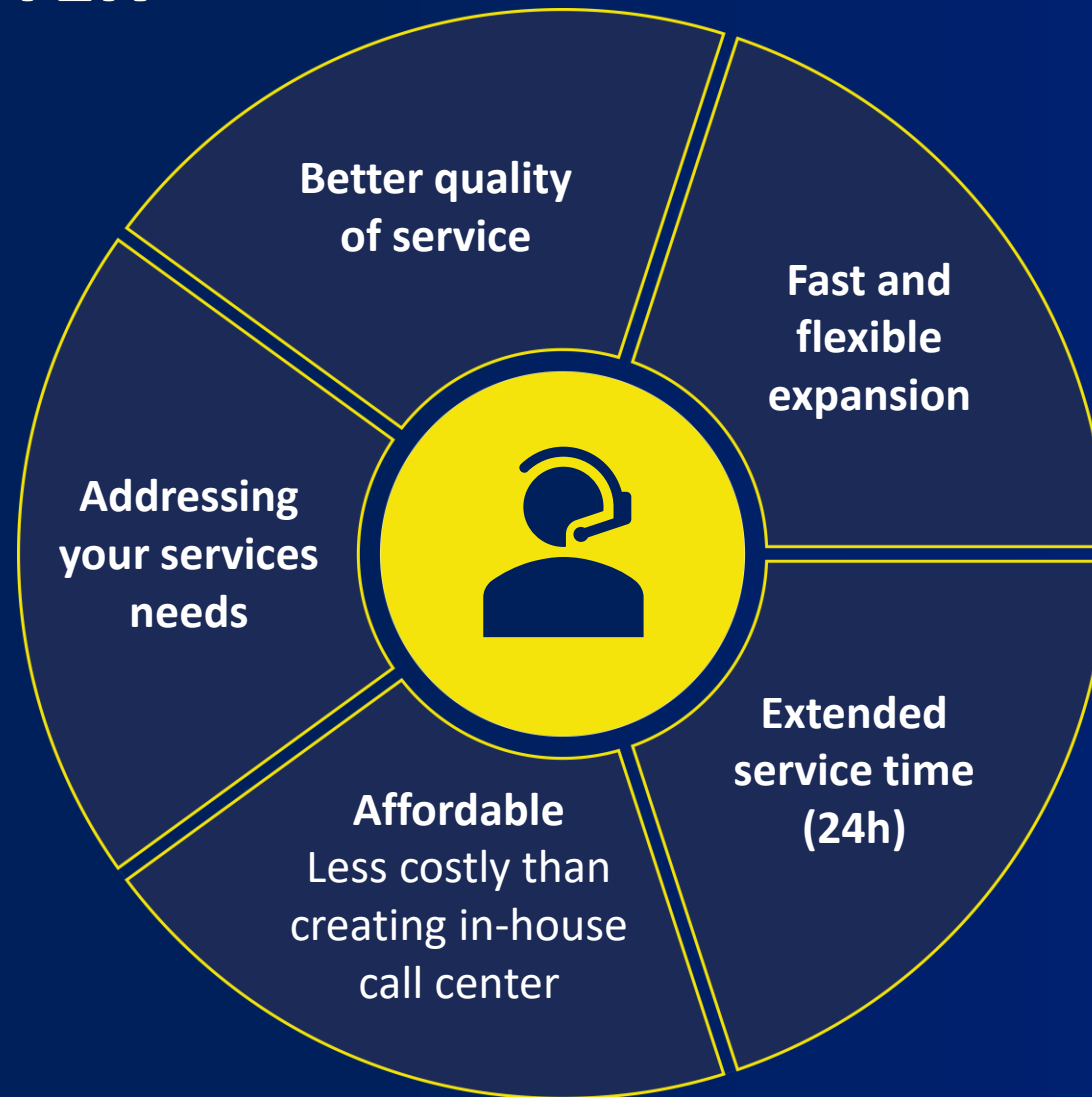 Better quality
of service
Fast and
flexible
expansion
Addressing
your services
needs
Extended
service time
(24h)
Affordable
Less costly than
creating in-house
call center